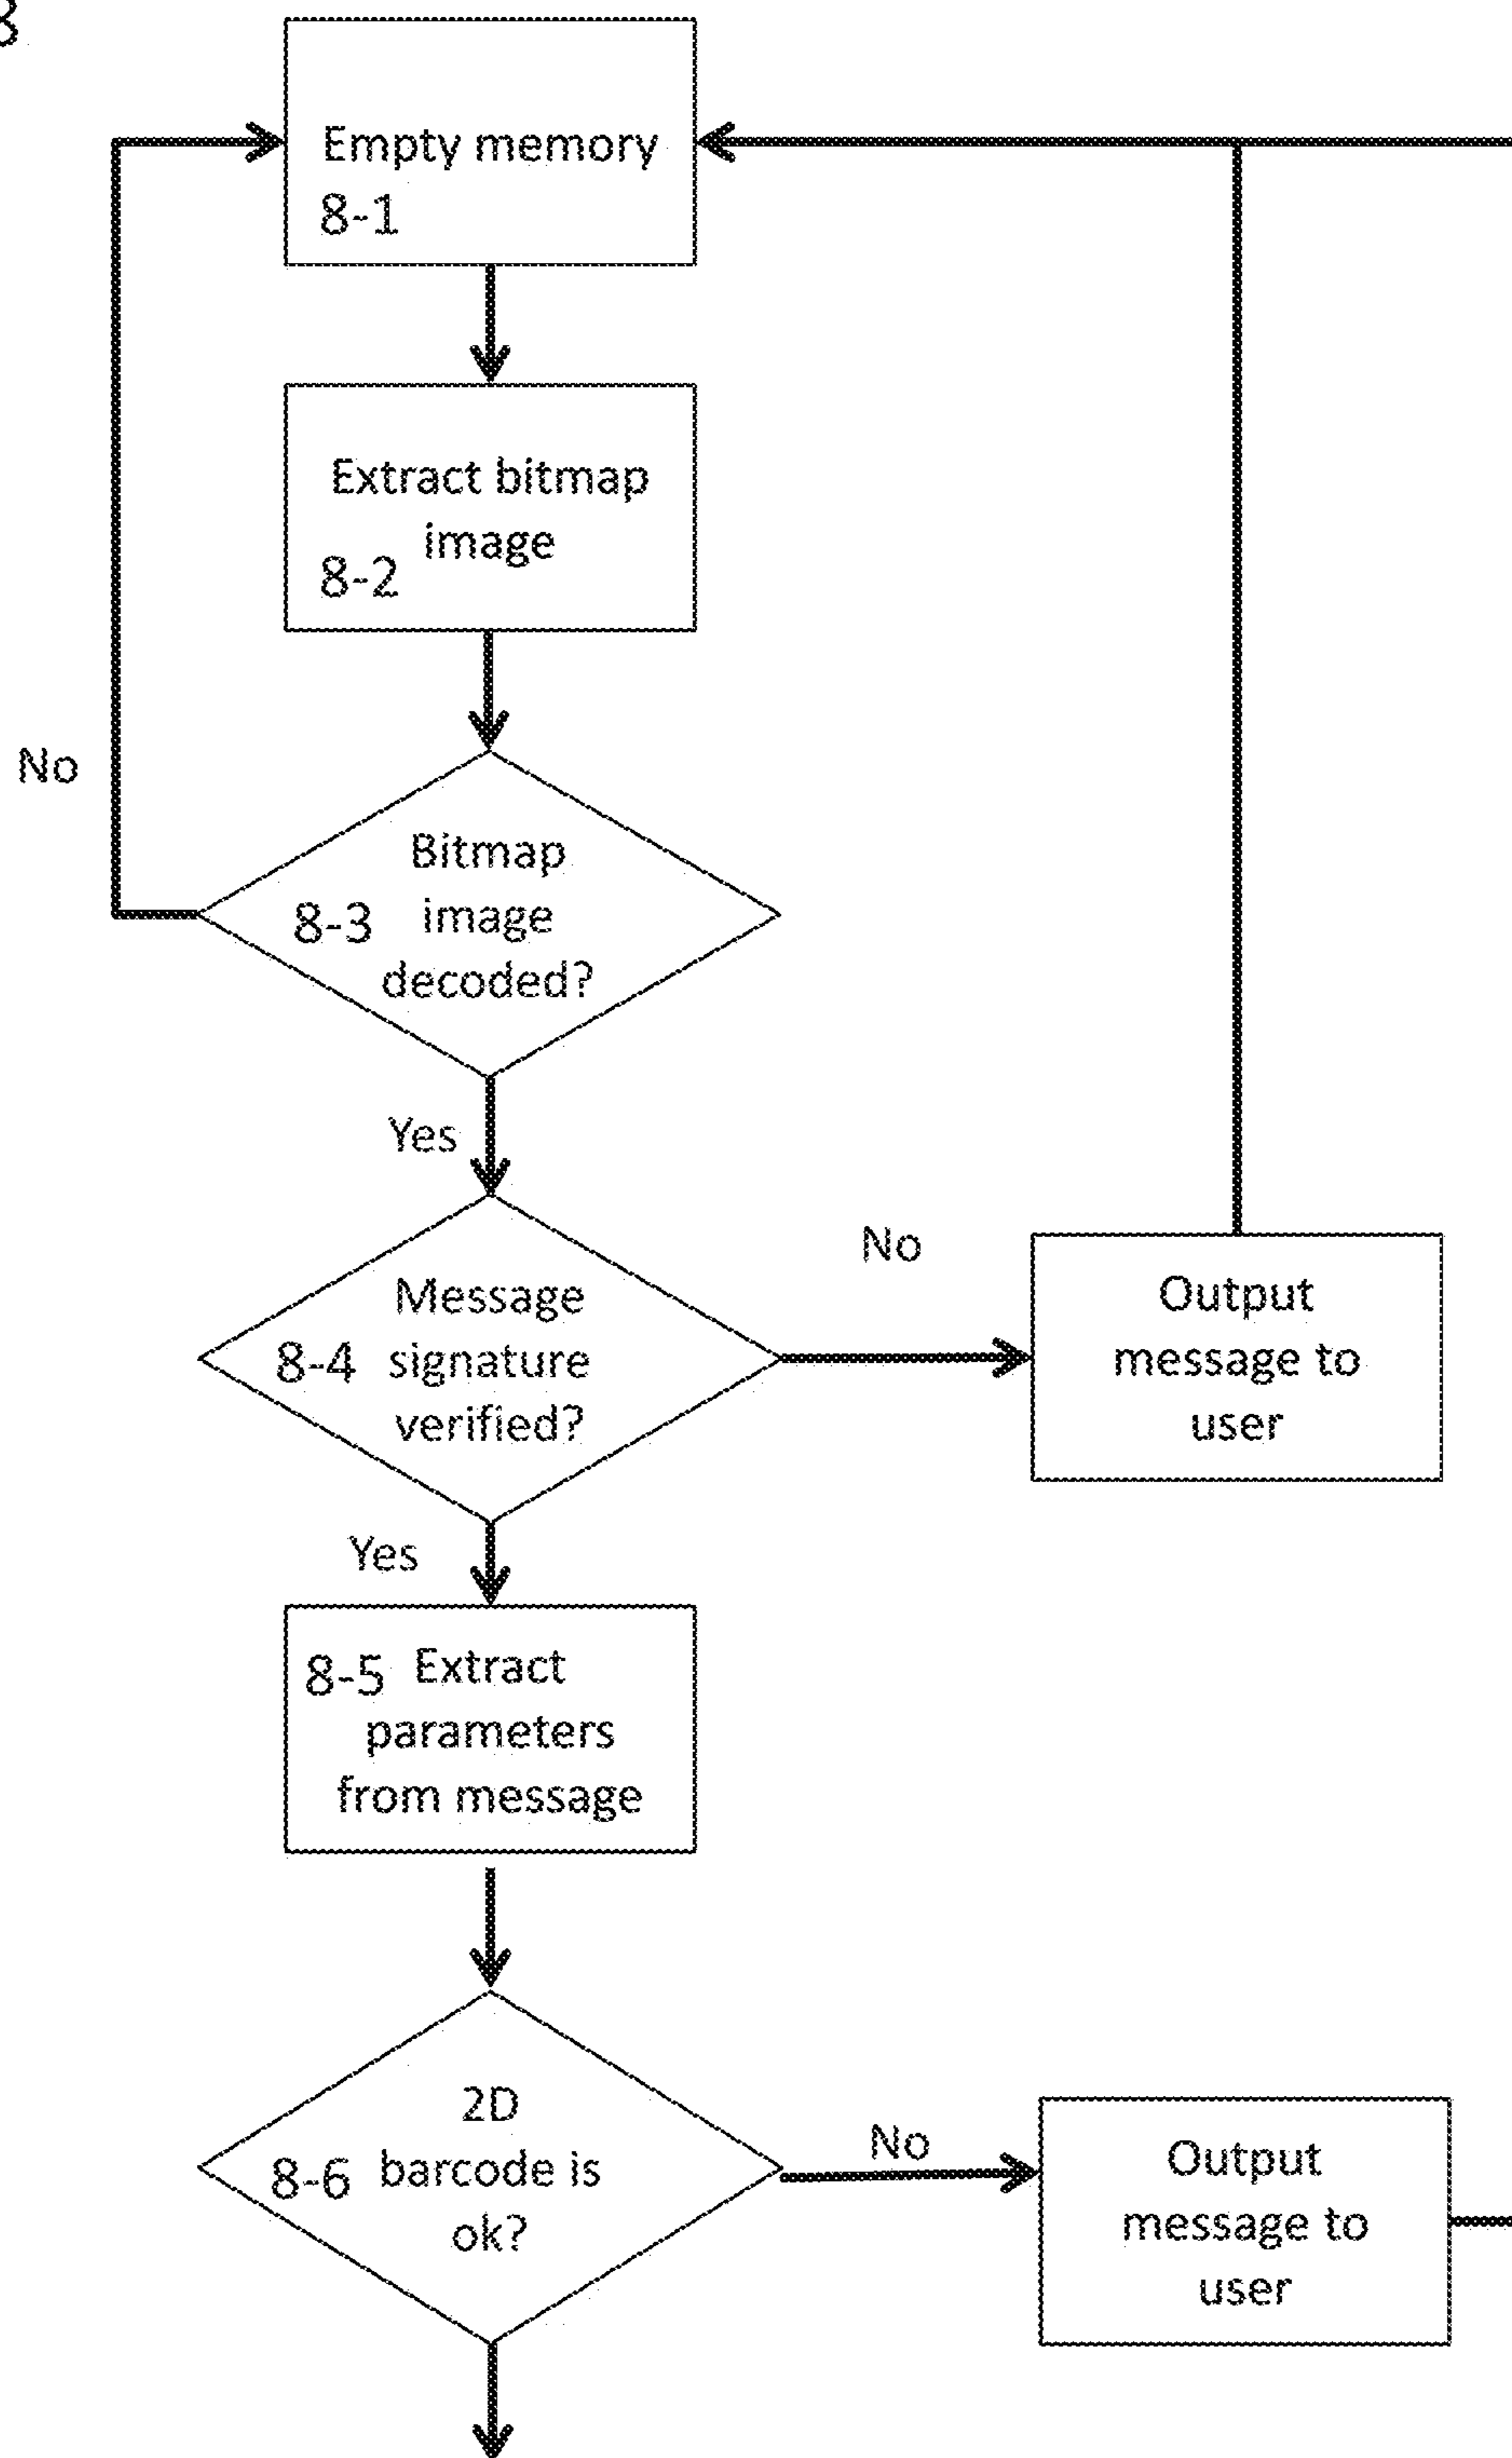 8
Empty memory
8-1
Extract bitmap
image
8-2
No
Bitmap
8-3 image
decoded?
Yes
No
Message
8-4 signature
verified?
Output
message to
user
Yes
8-5 Extract
parameters
from message
2D
8-6 barcode is
ok?
No
Output
message to
user